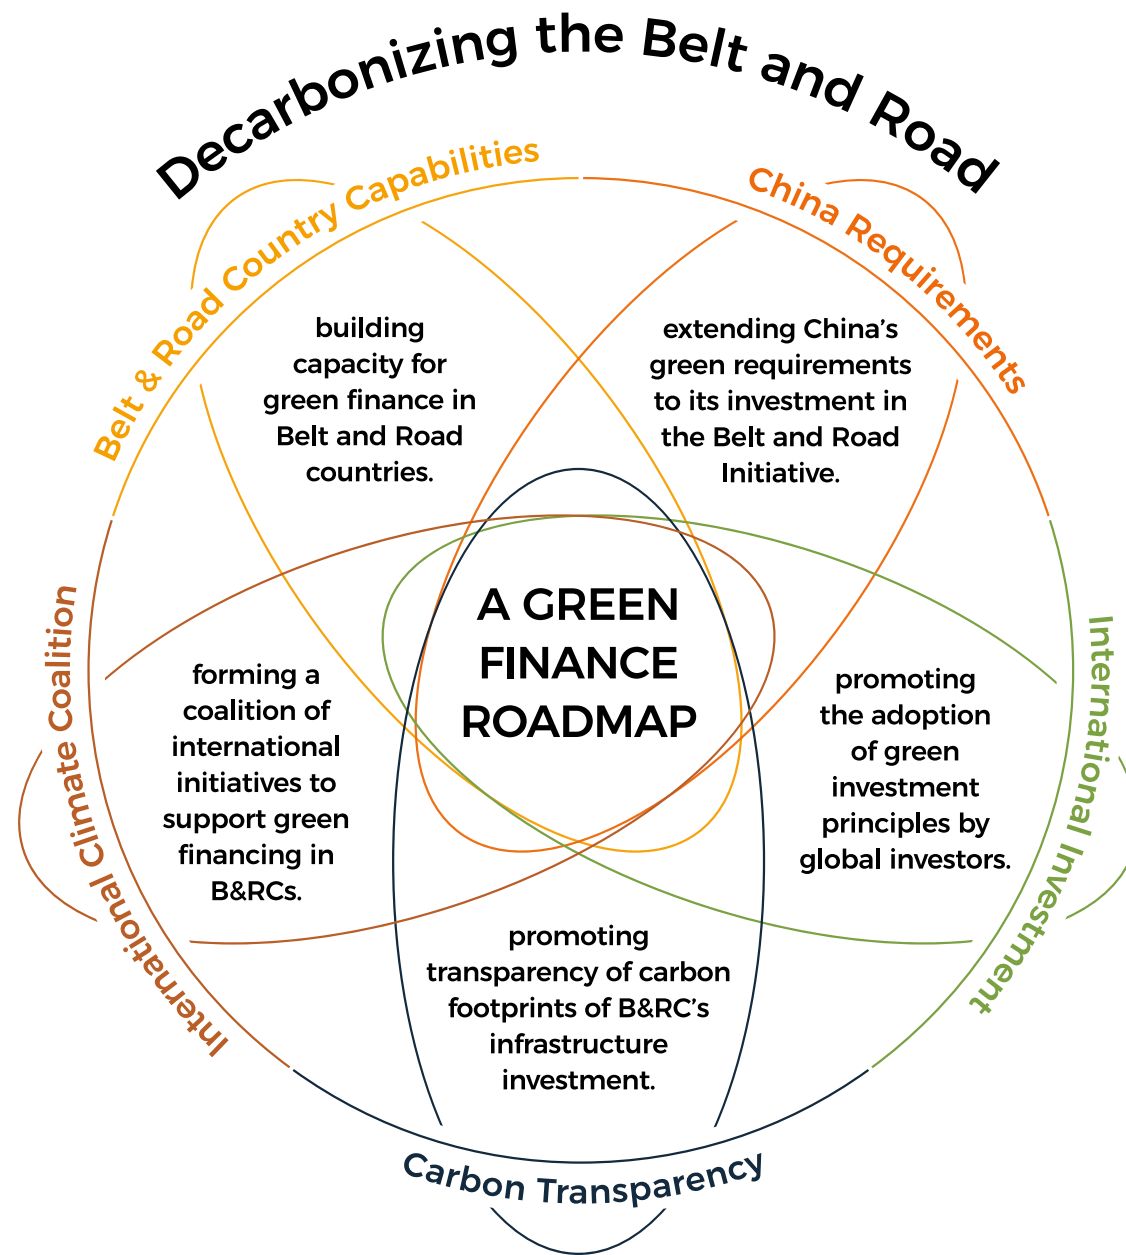 Decarbonizing the Belt and Road
Belt & Road Country Capabilities
China Requirements
building
capacity for
green finance in
Belt and Road
countries.
extending China’s
green requirements
to its investment in
the Belt and Road
Initiative.
A GREEN
FINANCE
ROADMAP
International Climate Coalition
forming a
coalition of
international
initiatives to
support green
financing in
B&RCs.
promoting
the adoption
of green
investment
principles by
global investors.
International Investment
promoting
transparency of carbon
footprints of B&RC’s
infrastructure
investment.
Carbon Transparency